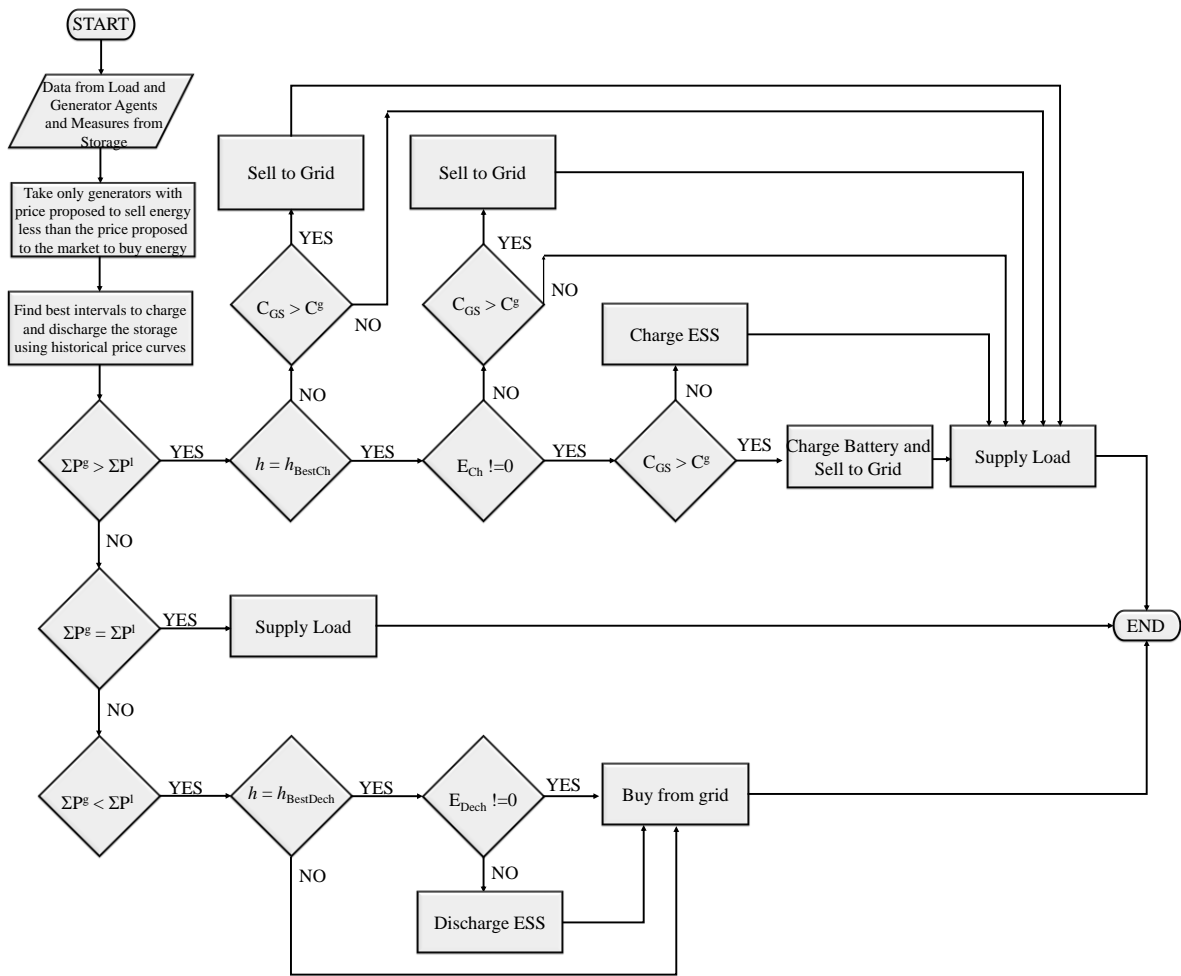 START
Data from Load and
Generator Agents
and Measures from
Storage
Take only generators with
price proposed to sell energy
less than the price proposed
to the market to buy energy
Find best intervals to charge
and discharge the storage
using historical price curves
Sell to Grid
YES
C_GS > C^g
NO
NO
Sell to Grid
YES
C_GS > C^g
NO
NO
Charge ESS
NO
ΣP^g > ΣP^l
YES
h = h_BestCh
YES
E_Ch !=0
YES
C_GS > C^g
YES
Charge Battery and
Sell to Grid
Supply Load
NO
ΣP^g = ΣP^l
YES
Supply Load
END
NO
ΣP^g < ΣP^l
YES
h = h_BestDech
YES
E_Dech !=0
YES
Buy from grid
NO
NO
Discharge ESS